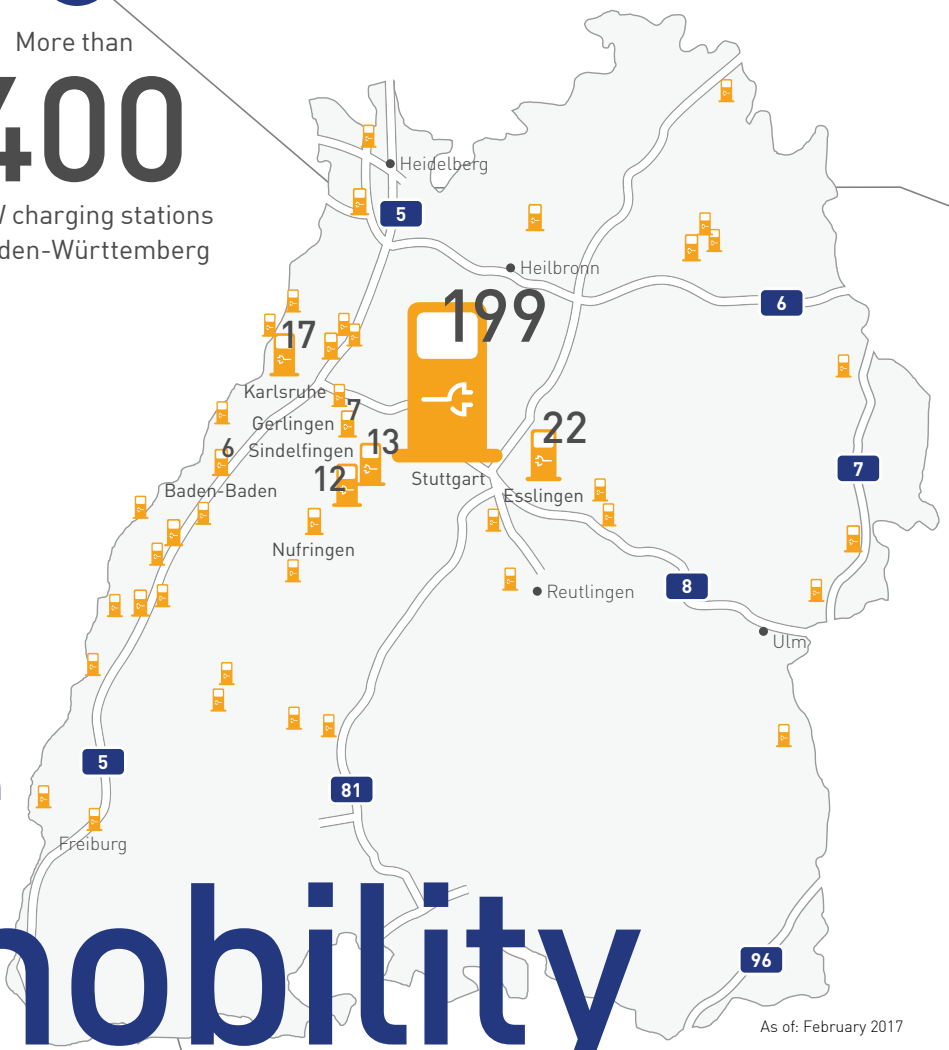 More than
400
charging stations
den-Württemberg
Heidelberg
5
Heilbronn
6
199
17
Karlsruhe
7
Gerlingen
22
13
Sindelfingen
6
12
7
Stuttgart
Baden-Baden
Esslingen
Nufringen
8
Reutlingen
Ulm
5
81
Freiburg
mobility
96
As of: February 2017